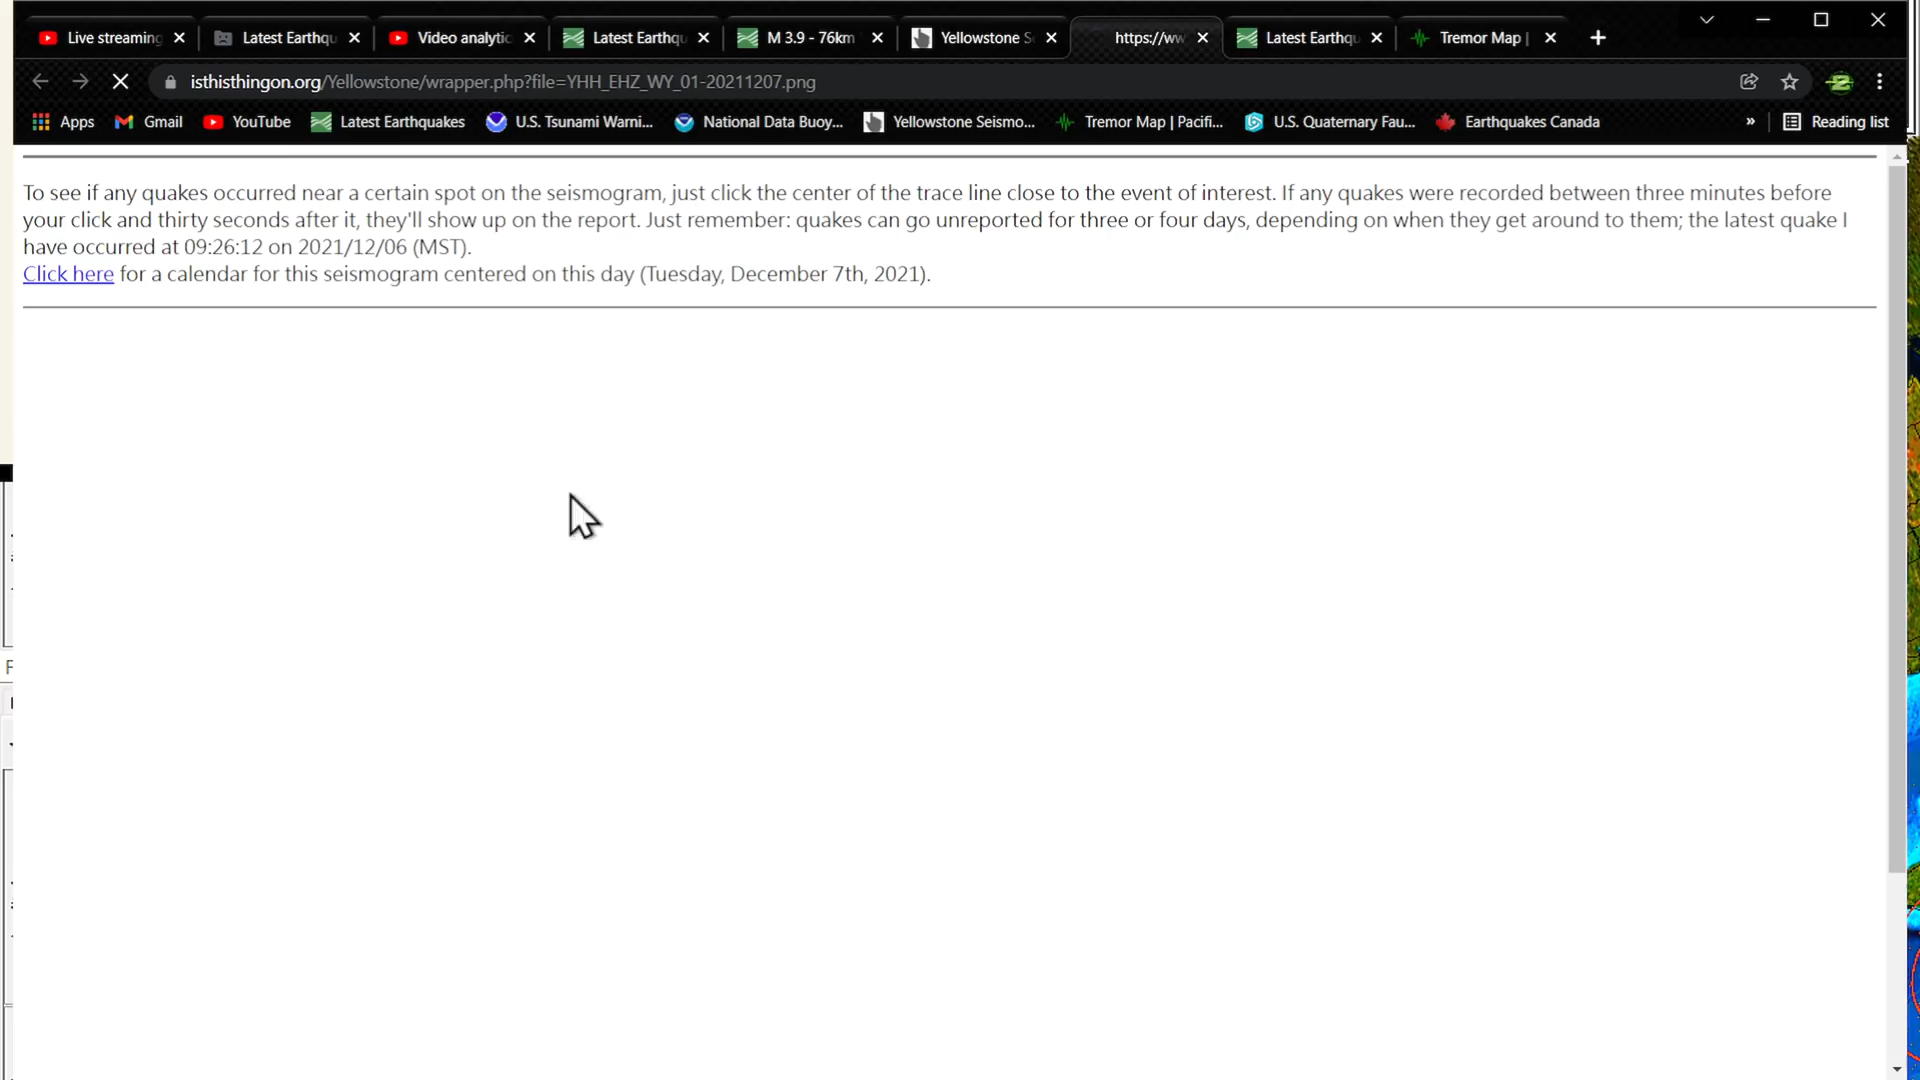 Live streaming
Latest Earthqu
Video analytic
Latest Earthqu
M 3.9 - 76km
Yellowstone S
https://ww
Latest Earthqu
Tremor Map |
isthisthingon.org/Yellowstone/wrapper.php?file=YHH_EHZ_WY_01-20211207.png
Apps
Gmail
YouTube
Latest Earthquakes
U.S. Tsunami Warni...
National Data Buoy...
Yellowstone Seismo...
Tremor Map | Pacifi...
U.S. Quaternary Fau...
Earthquakes Canada
»
Reading list
To see if any quakes occurred near a certain spot on the seismogram, just click the center of the trace line close to the event of interest. If any quakes were recorded between three minutes before
your click and thirty seconds after it, they'll show up on the report. Just remember: quakes can go unreported for three or four days, depending on when they get around to them; the latest quake I
have occurred at 09:26:12 on 2021/12/06 (MST).
Click here for a calendar for this seismogram centered on this day (Tuesday, December 7th, 2021).